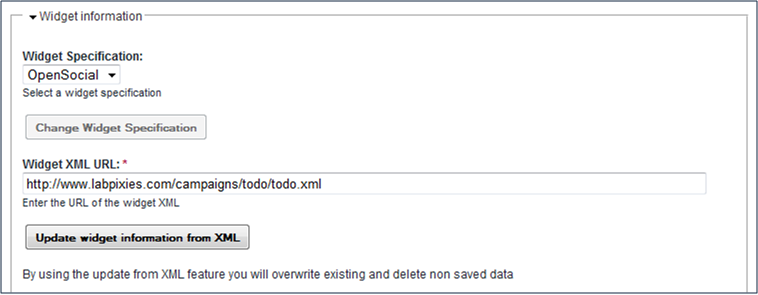 Widget information
Widget Specification:
OpenSocial
Select a widget specification
Change Widget Specification
Widget XML URL: *
http://www.labpixies.com/campaigns/todo/todo.xml
Enter the URL of the widget XML
Update widget information from XML
By using the update from XML feature you will overwrite existing and delete non saved data